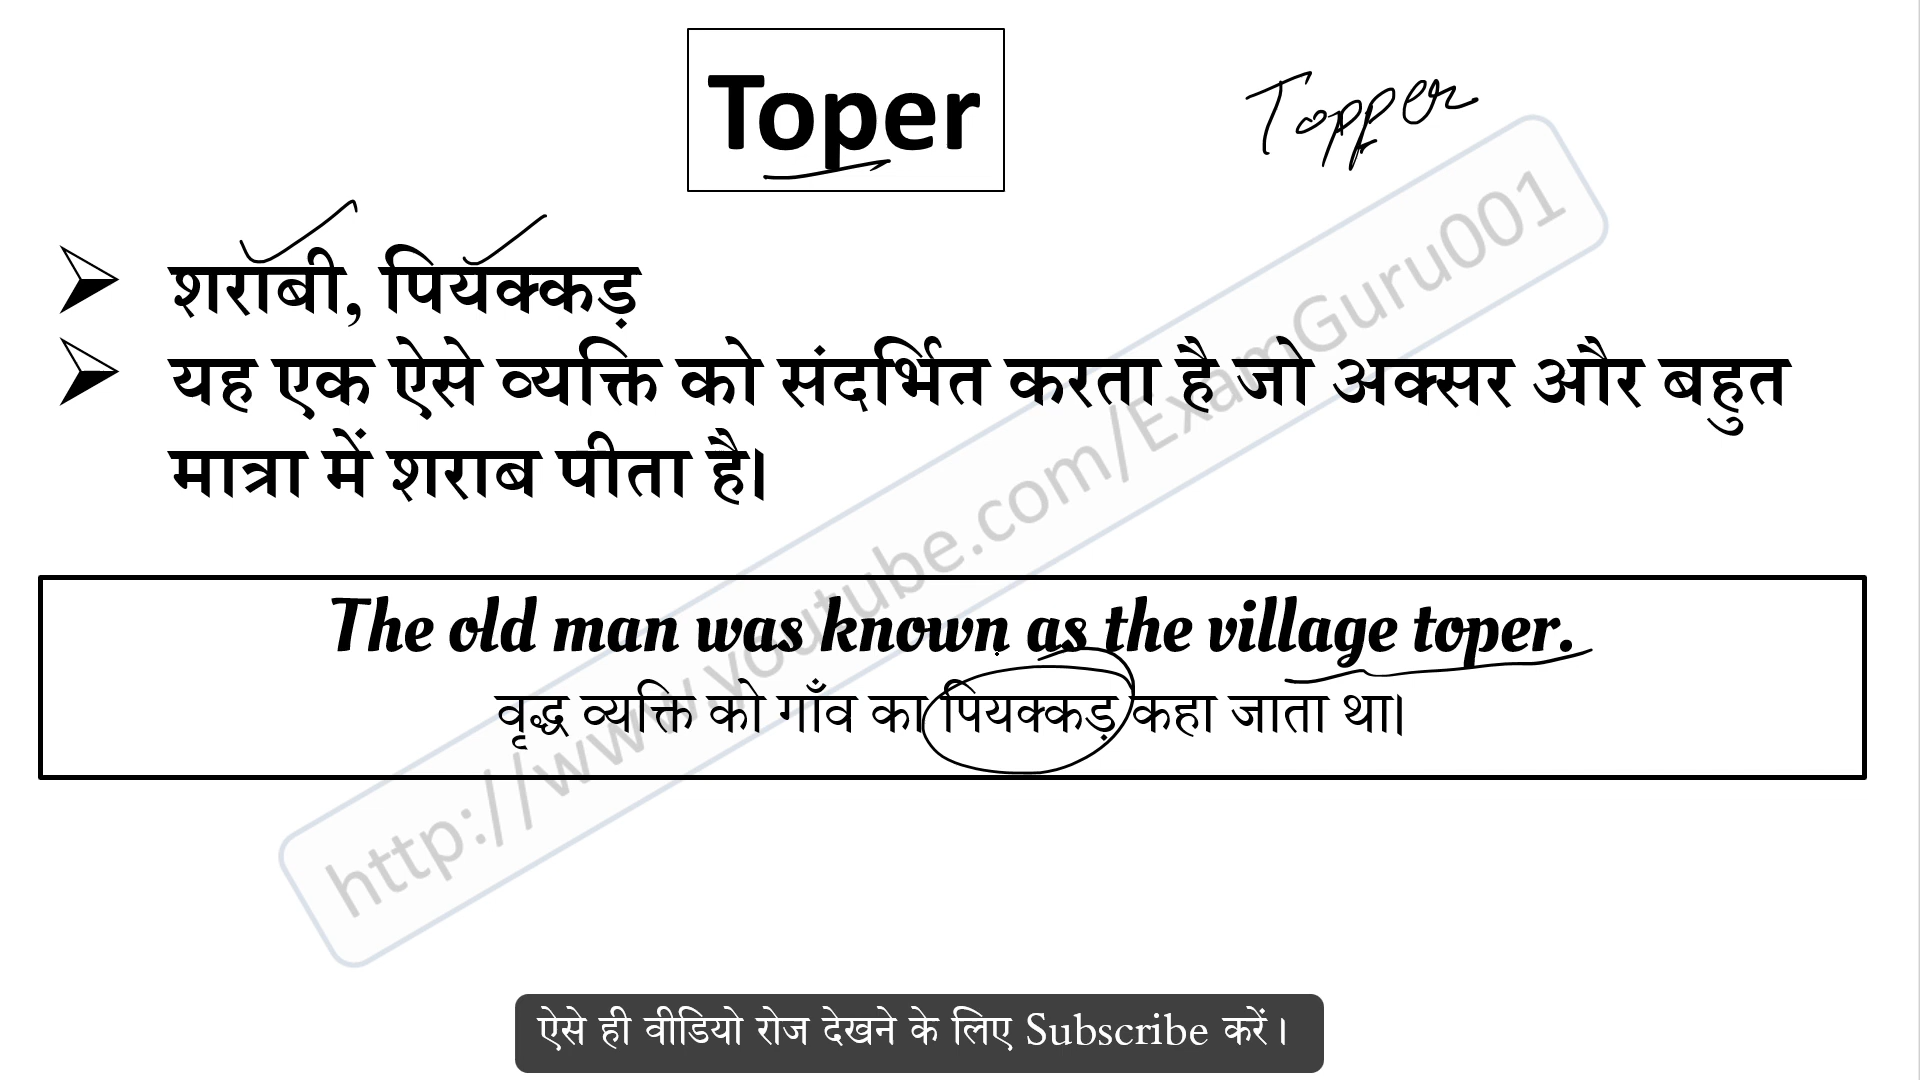 Toper
Topper
शराबी, पियक्कड़
यह एक ऐसे व्यक्ति को संदर्भित करता है जो अक्सर और बहुत
मात्रा में शराब पीता है।
The old man was known as the village toper.
वृद्ध व्यक्ति को गाँव का पियक्कड़ कहा जाता था।
http://www.youtube.com/ExamGuru001
ऐसे ही वीडियो रोज देखने के लिए Subscribe करें।